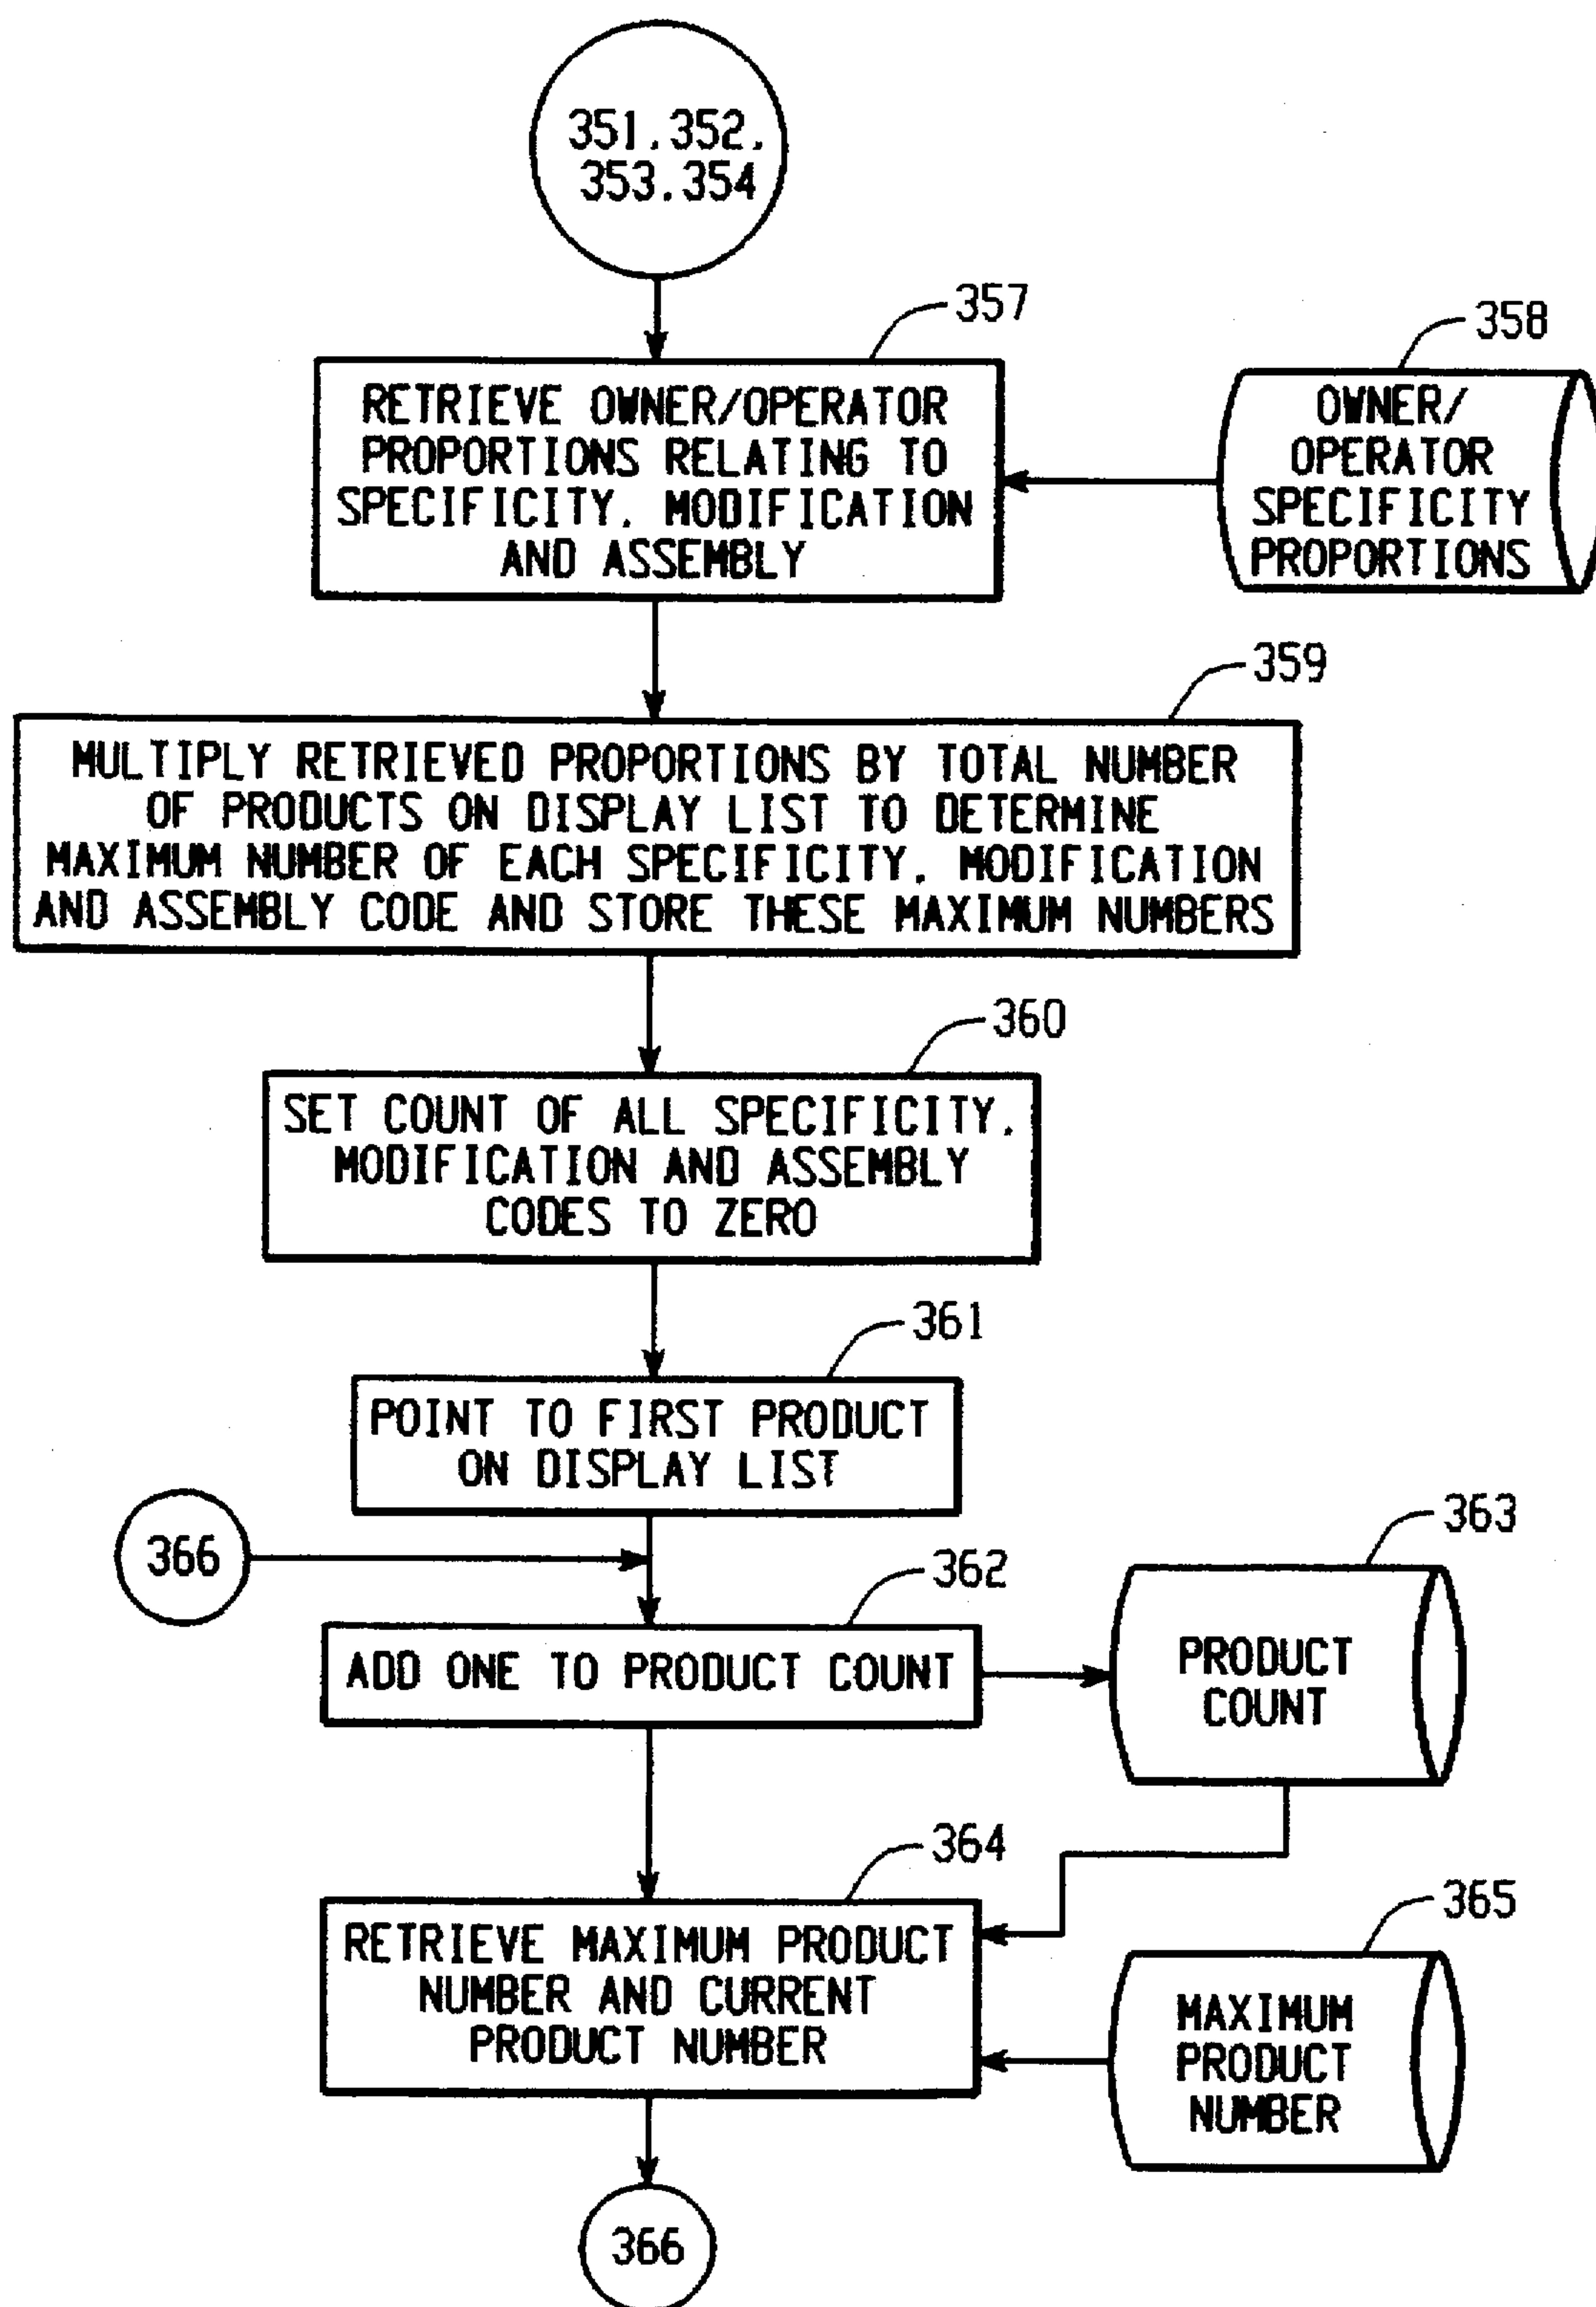 351.352.
353.354
357
RETRIEVE OWNER/OPERATOR
PROPORTIONS RELATING TO
SPECIFICITY. MODIFICATION
AND ASSEMBLY
358
OWNER/
OPERATOR
SPECIFICITY
PROPORTIONS
359
MULTIPLY RETRIEVED PROPORTIONS BY TOTAL NUMBER
OF PRODUCTS ON DISPLAY LIST TO DETERMINE
MAXIMUM NUMBER OF EACH SPECIFICITY. MODIFICATION
AND ASSEMBLY CODE AND STORE THESE MAXIMUM NUMBERS
360
SET COUNT OF ALL SPECIFICITY.
MODIFICATION AND ASSEMBLY
CODES TO ZERO
361
POINT TO FIRST PRODUCT
ON DISPLAY LIST
366
362
ADD ONE TO PRODUCT COUNT
363
PRODUCT
COUNT
364
RETRIEVE MAXIMUM PRODUCT
NUMBER AND CURRENT
PRODUCT NUMBER
365
MAXIMUM
PRODUCT
NUMBER
366